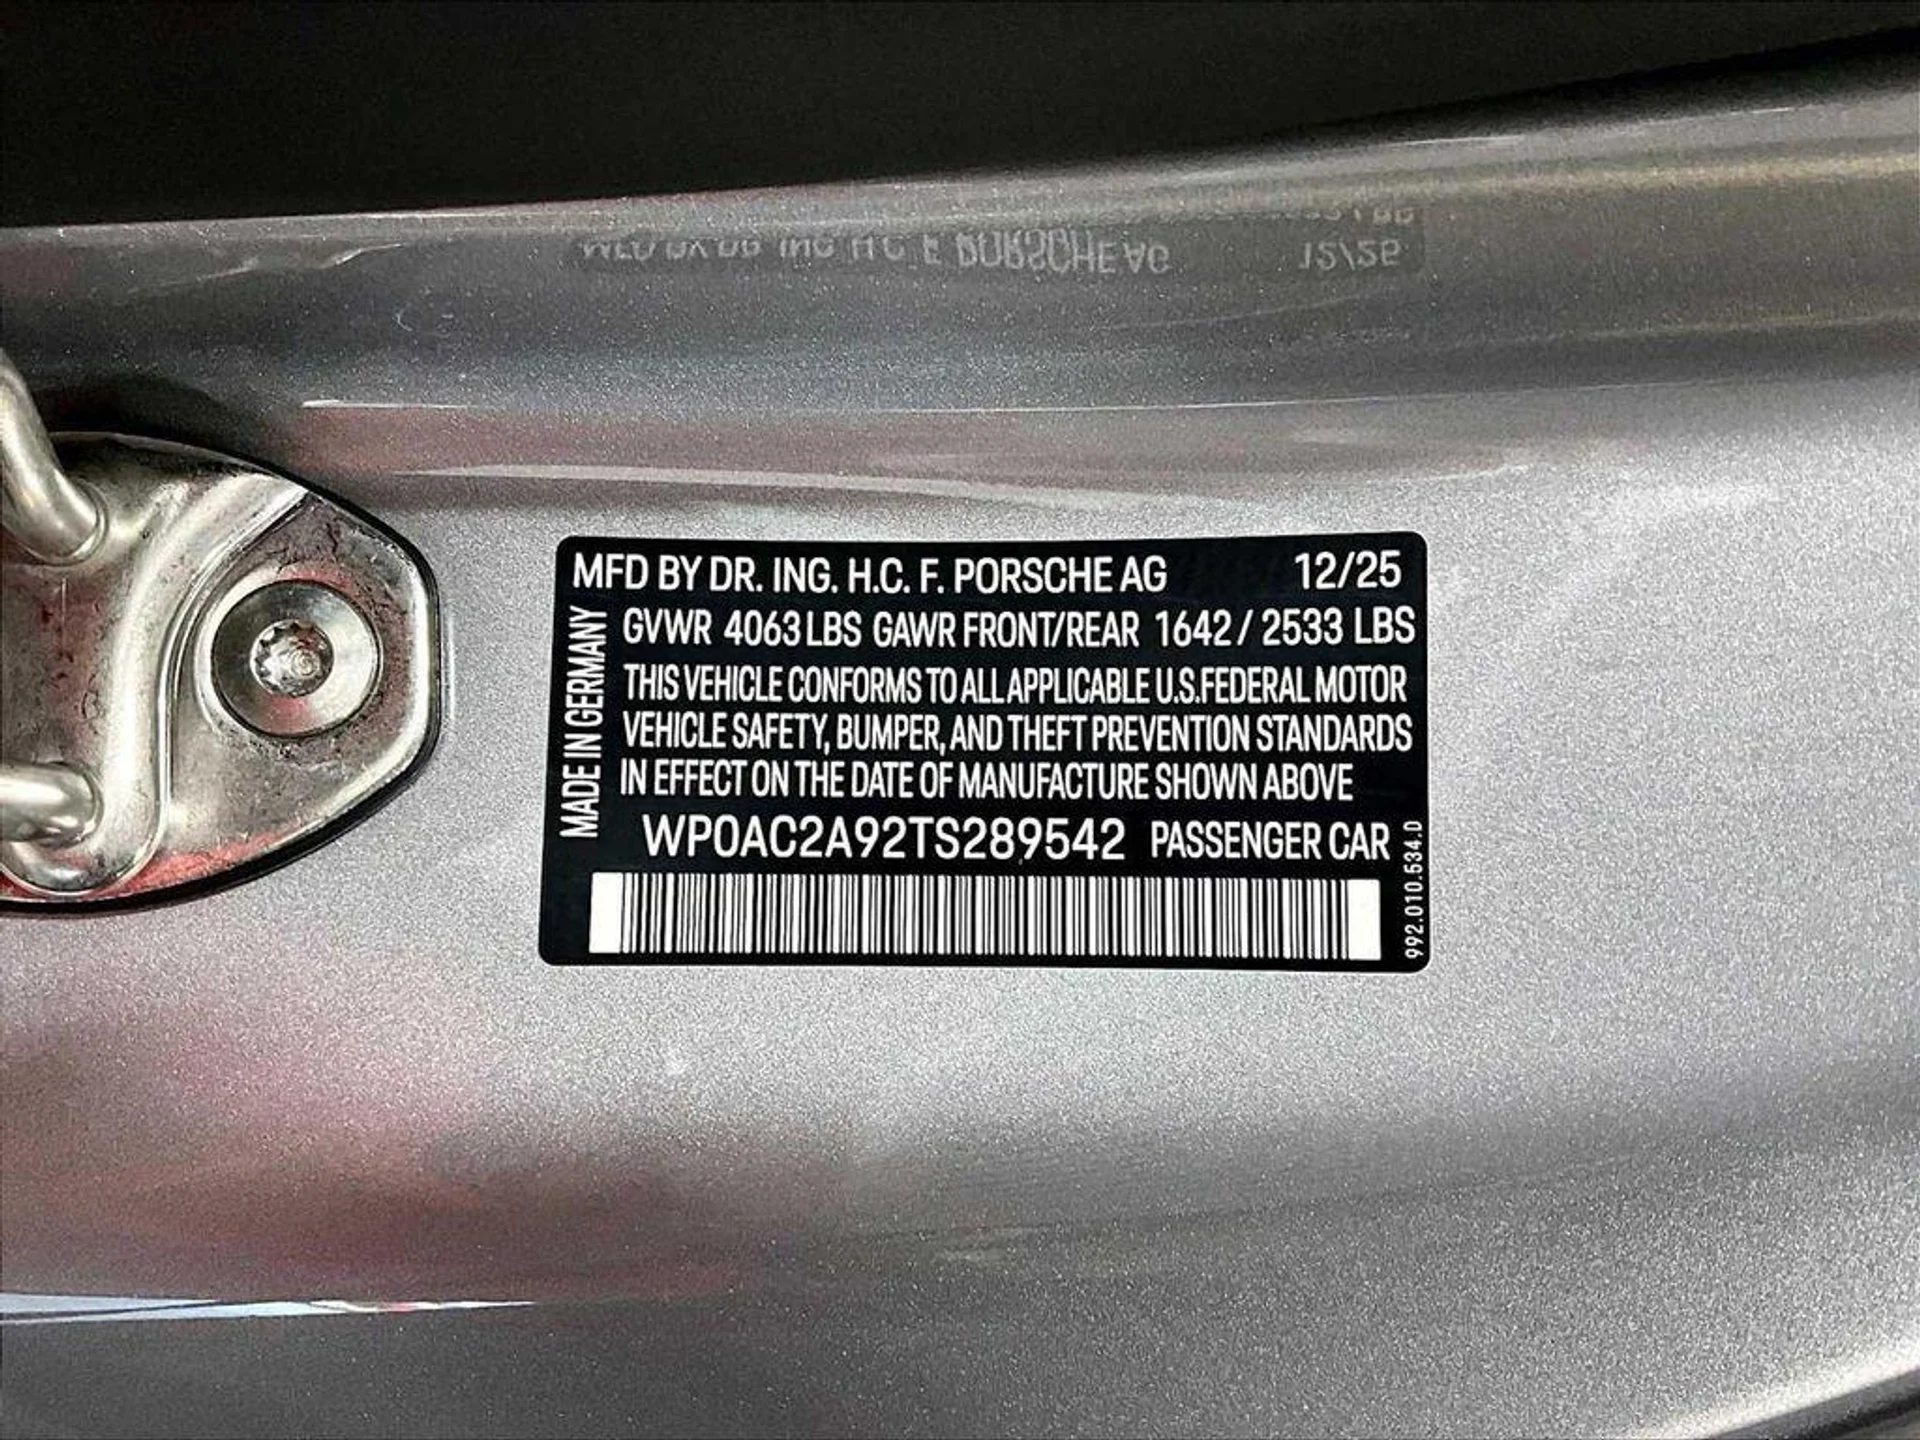 MFD BY DR. ING. H.C. F. PORSCHE AG 12/25
MADE IN GERMANY
GVWR 4063 LBS GAWR FRONT/REAR 1642 / 2533 LBS
THIS VEHICLE CONFORMS TO ALL APPLICABLE U.S.FEDERAL MOTOR
VEHICLE SAFETY, BUMPER, AND THEFT PREVENTION STANDARDS
IN EFFECT ON THE DATE OF MANUFACTURE SHOWN ABOVE
WP0AC2A92TS289542 PASSENGER CAR
992.010.534.D